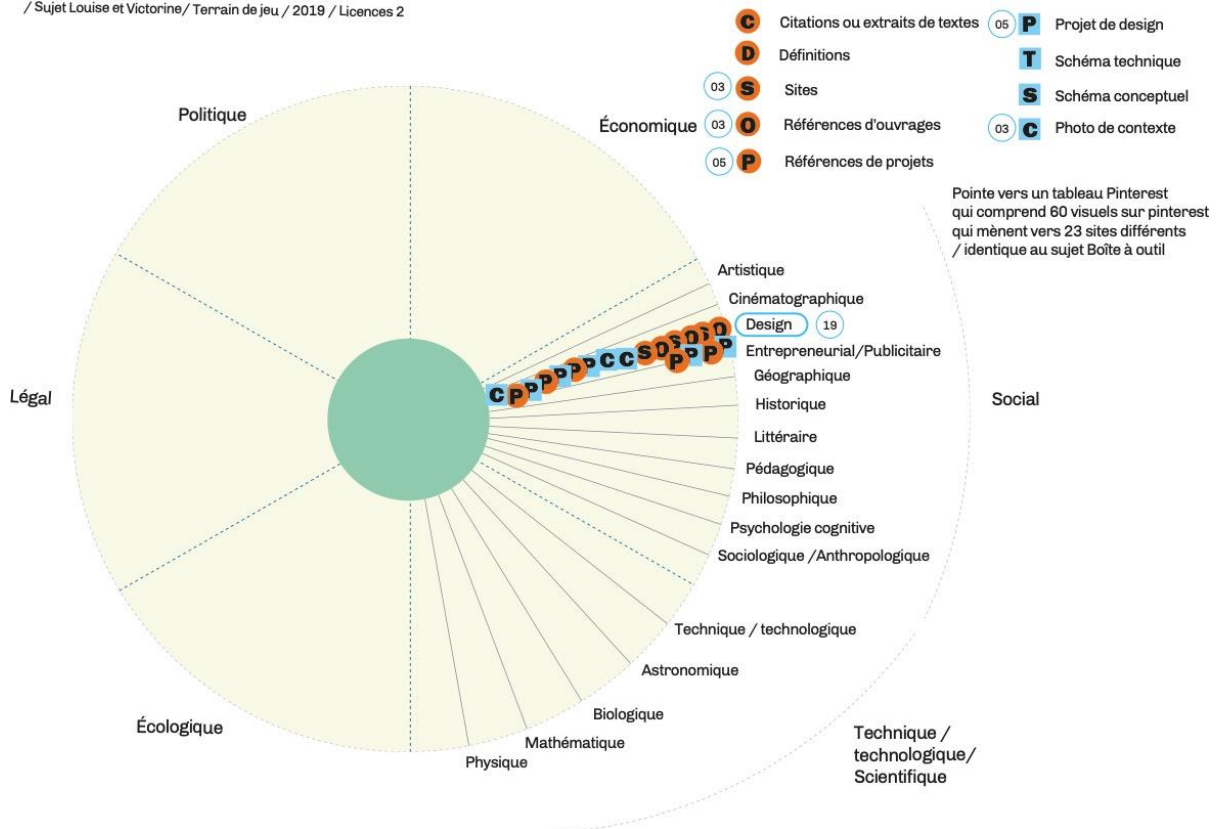 / Sujet Louise et Victorine/ Terrain de jeu / 2019 / Licences 2
C Citations ou extraits de textes
D Définitions
03 S Sites
03 O Références d'ouvrages
05 P Références de projets
05 P Projet de design
T Schéma technique
S Schéma conceptuel
03 C Photo de contexte
Pointe vers un tableau Pinterest
qui comprend 60 visuels sur pinterest
qui mènent vers 23 sites différents
/ identique au sujet Boîte à outil
Politique
Économique
Légal
Écologique
Social
Technique /
technologique/
Scientifique
Artistique
Cinématographique
Design 19
Entrepreneurial/Publicitaire
Géographique
Historique
Littéraire
Pédagogique
Philosophique
Psychologie cognitive
Sociologique /Anthropologique
Technique / technologique
Astronomique
Biologique
Mathématique
Physique
C P P P P P P C C S O S O S O
P P P P